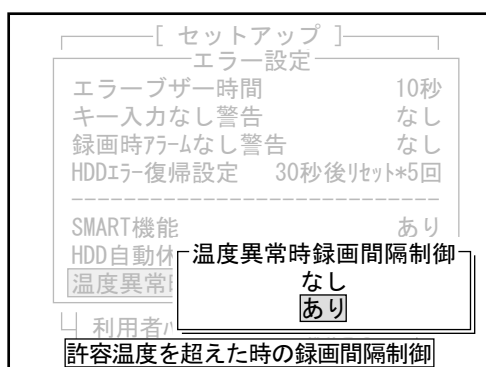 [ セットアップ ]
エラー設定
エラーブザー時間 10秒
キー入力なし警告 なし
録画時ｱﾗｰﾑなし警告 なし
HDDｴﾗｰ復帰設定 30秒後ﾘｾｯﾄ*5回
----------------------------
SMART機能 あり
HDD自動休
温度異常時録画間隔制御
温度異常
なし
あり
利用者
許容温度を超えた時の録画間隔制御